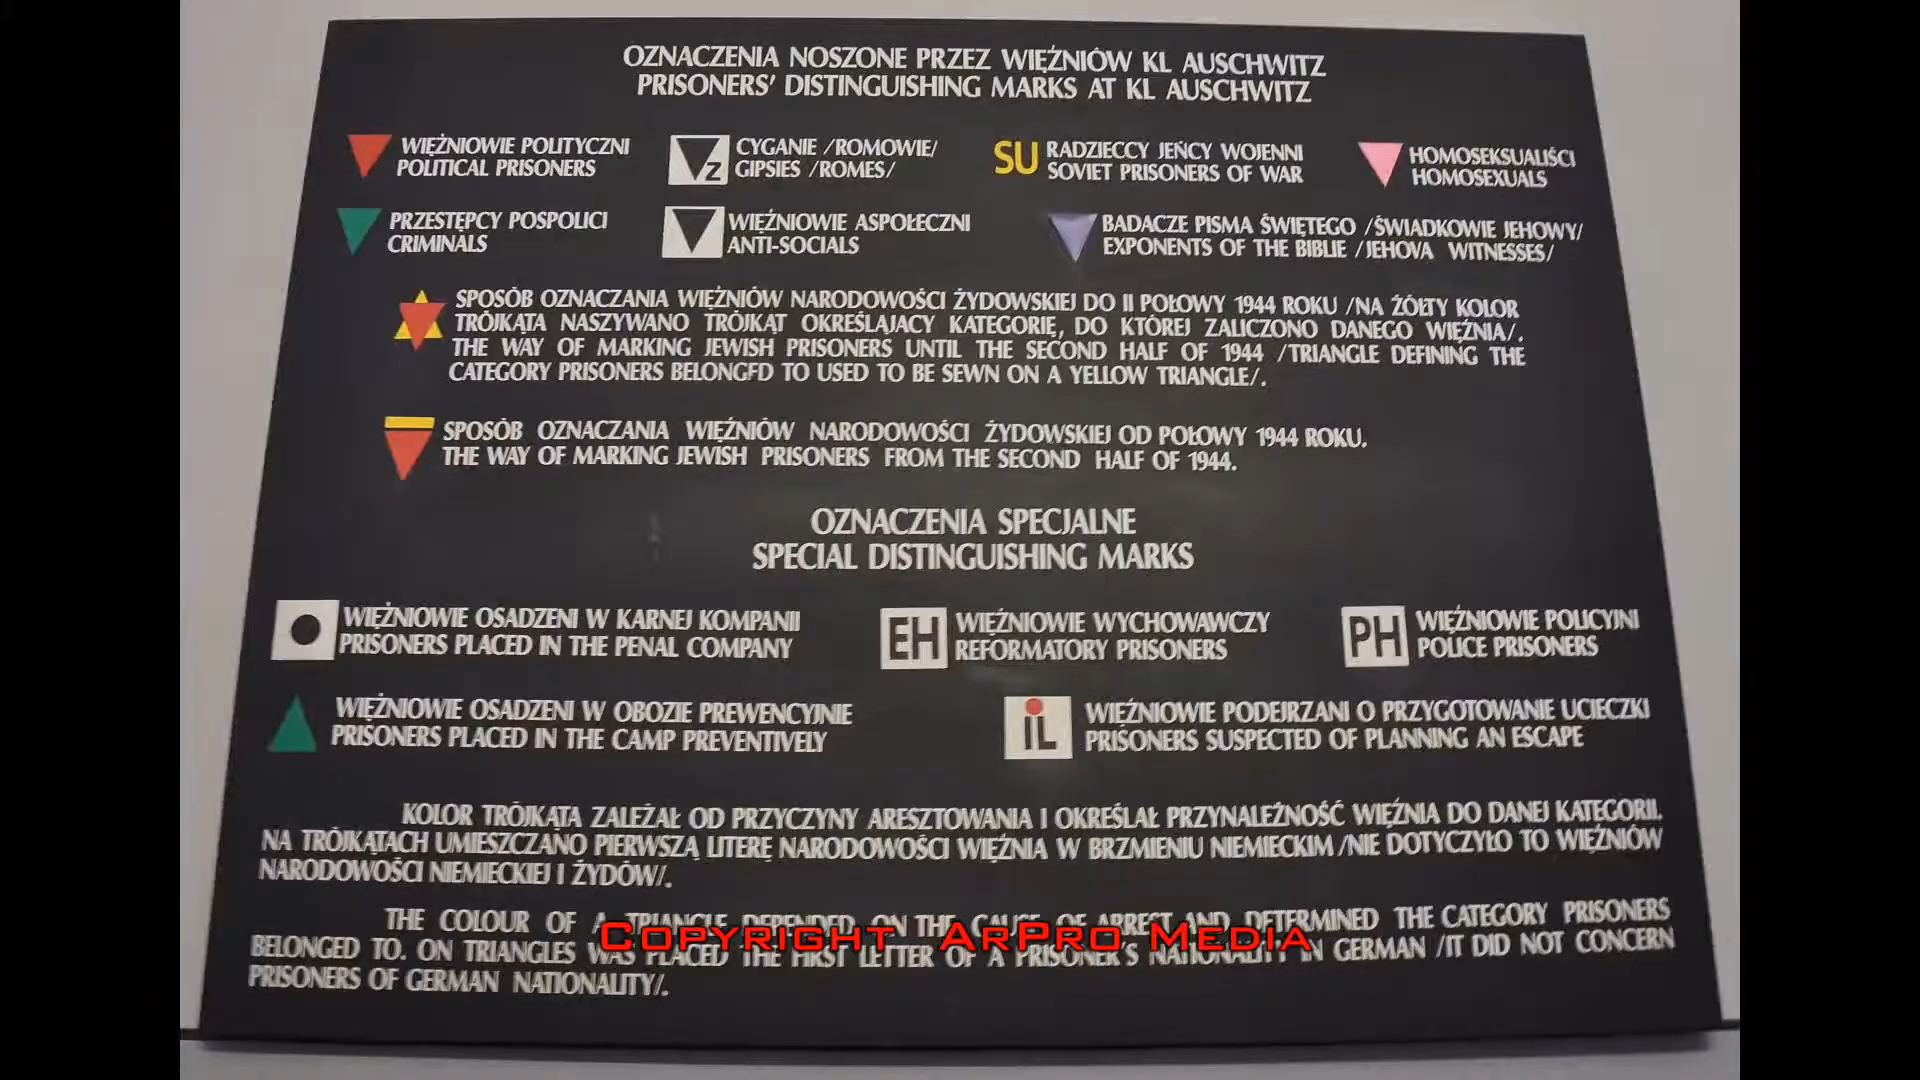 OZNACZENIA NOSZONE PRZEZ WIĘŹNIÓW KL AUSCHWITZ
PRISONERS' DISTINGUISHING MARKS AT KL AUSCHWITZ
WIĘŹNIOWIE POLITYCZNI
POLITICAL PRISONERS
Z
CYGANIE /ROMOWIE/
GIPSIES /ROMES/
SU
RADZIECCY JEŃCY WOJENNI
SOVIET PRISONERS OF WAR
HOMOSEKSUALIŚCI
HOMOSEXUALS
PRZESTĘPCY POSPOLICI
CRIMINALS
WIĘŹNIOWIE ASPOŁECZNI
ANTI-SOCIALS
BADACZE PISMA ŚWIĘTEGO /ŚWIADKOWIE JEHOWY/
EXPONENTS OF THE BIBLIE /JEHOVA WITNESSES/
SPOSÓB OZNACZANIA WIĘŹNIÓW NARODOWOŚCI ŻYDOWSKIEJ DO II POŁOWY 1944 ROKU /NA ŻÓŁTY KOLOR
TRÓJKĄTA NASZYWANO TRÓJKĄT OKREŚLAJĄCY KATEGORIĘ, DO KTÓREJ ZALICZONO DANEGO WIĘŹNIA/.
THE WAY OF MARKING JEWISH PRISONERS UNTIL THE SECOND HALF OF 1944 /TRIANGLE DEFINING THE
CATEGORY PRISONERS BELONGFD TO USED TO BE SEWN ON A YELLOW TRIANGLE/.
SPOSÓB OZNACZANIA WIĘŹNIÓW NARODOWOŚCI ŻYDOWSKIEJ OD POŁOWY 1944 ROKU.
THE WAY OF MARKING JEWISH PRISONERS FROM THE SECOND HALF OF 1944.
OZNACZENIA SPECJALNE
SPECIAL DISTINGUISHING MARKS
WIĘŹNIOWIE OSADZENI W KARNEJ KOMPANII
PRISONERS PLACED IN THE PENAL COMPANY
EH
WIĘŹNIOWIE WYCHOWAWCZY
REFORMATORY PRISONERS
PH
WIĘŹNIOWIE POLICYJNI
POLICE PRISONERS
WIĘŹNIOWIE OSADZENI W OBOZIE PREWENCYJNIE
PRISONERS PLACED IN THE CAMP PREVENTIVELY
iL
WIĘŹNIOWIE PODEJRZANI O PRZYGOTOWANIE UCIECZKI
PRISONERS SUSPECTED OF PLANNING AN ESCAPE
KOLOR TRÓJKĄTA ZALEŻAŁ OD PRZYCZYNY ARESZTOWANIA I OKREŚLAŁ PRZYNALEŻNOŚĆ WIĘŹNIA DO DANEJ KATEGORII.
NA TRÓJKĄTACH UMIESZCZANO PIERWSZĄ LITERĘ NARODOWOŚCI WIĘŹNIA W BRZMIENIU NIEMIECKIM /NIE DOTYCZYŁO TO WIĘŹNIÓW
NARODOWOŚCI NIEMIECKIEJ I ŻYDÓW/.
THE COLOUR OF A TRIANGLE DEPENDED ON THE CAUSE OF ARREST AND DETERMINED THE CATEGORY PRISONERS
BELONGED TO. ON TRIANGLES WAS PLACED THE FIRST LETTER OF A PRISONER'S NATIONALITY IN GERMAN /IT DID NOT CONCERN
PRISONERS OF GERMAN NATIONALITY/.
Copyright ArPro Media